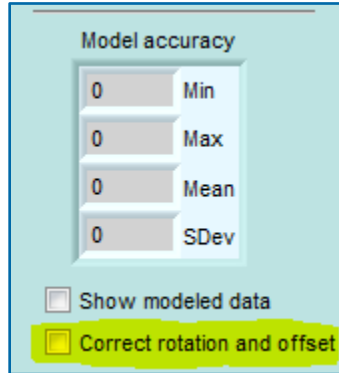 Model accuracy
0 Min
0 Max
0 Mean
0 SDev
Show modeled data
Correct rotation and offset